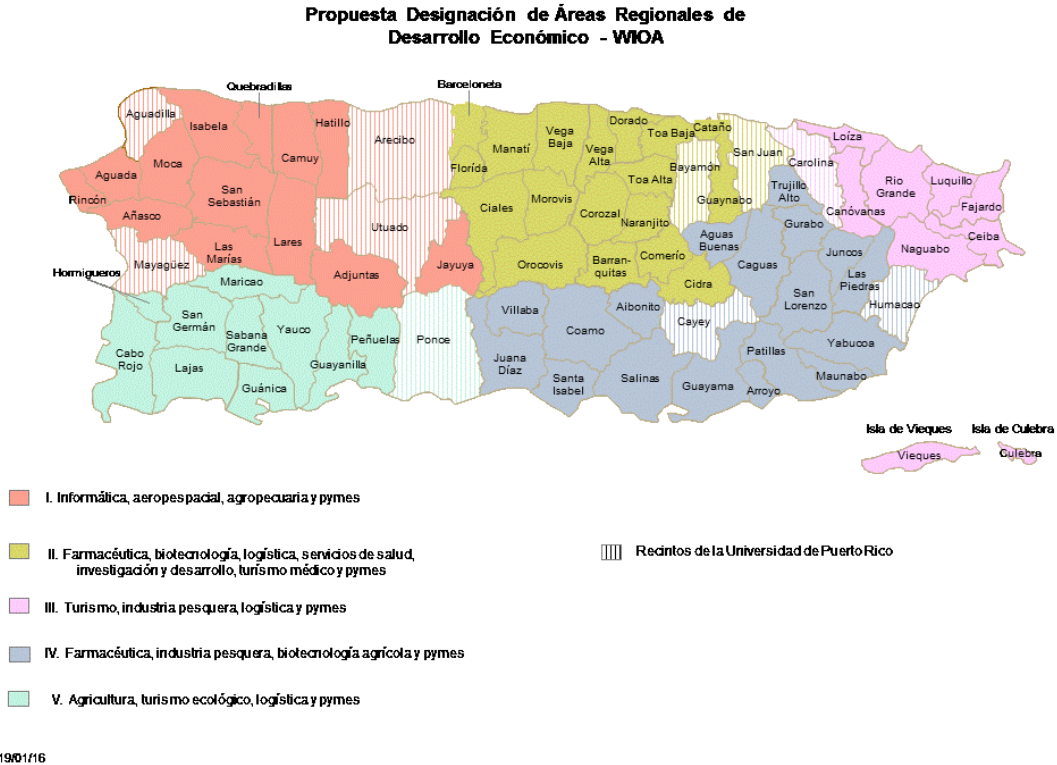 Propuesta Designación de Áreas Regionales de
Desarrollo Económico - WIOA
Quebradillas
Barceloneta
Aguadilla
Isabela
Hatillo
Arecibo
Camuy
Moca
Aguada
Rincón
Añasco
San
Sebastián
Las
Marías
Lares
Utuado
Adjuntas
Jayuya
Mayagüez
Hormigueros
Maricao
San
Germán
Sabana
Grande
Yauco
Cabo
Rojo
Lajas
Guánica
Guayanilla
Peñuelas
Ponce
Florída
Manatí
Vega
Baja
Vega
Alta
Dorado
Toa Baja
Cataño
Toa Alta
Bayamón
San Juan
Guaynabo
Ciales
Morovis
Corozal
Naranjito
Orocovis
Barran-
quitas
Comerío
Cidra
Carolina
Trujillo
Alto
Loíza
Canóvanas
Rio
Grande
Luquillo
Fajardo
Ceiba
Naguabo
Aguas
Buenas
Caguas
Gurabo
Juncos
Las
Piedras
San
Lorenzo
Humacao
Villaba
Coamo
Aibonito
Cayey
Juana
Díaz
Santa
Isabel
Salinas
Guayama
Patillas
Arroyo
Yabucoa
Maunabo
Isla de Vieques
Isla de Culebra
Vieques
Culebra
I. Informática, aeropespacial, agropecuaria y pymes
II. Farmacéutica, biotecnología, logística, servicios de salud,
investigación y desarrollo, turísmo médico y pymes
Recintos de la Universidad de Puerto Rico
III. Turismo, industria pesquera, logística y pymes
IV. Farmacéutica, industria pesquera, biotecnología agrícola y pymes
V. Agricultura, turismo ecológico, logística y pymes
19/01/16